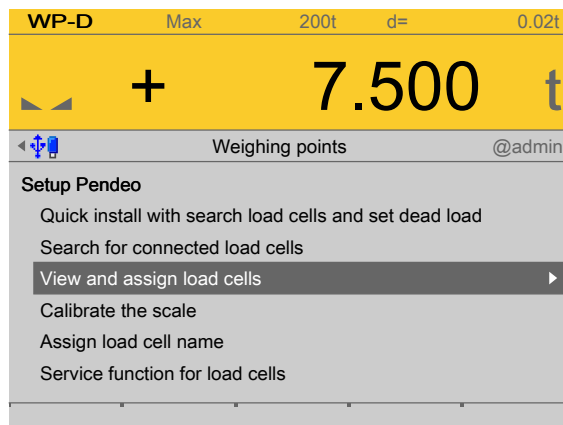 WP-D Max 200t d= 0.02t
+ 7.500 t
Weighing points @admin
Setup Pendeo
Quick install with search load cells and set dead load
Search for connected load cells
View and assign load cells
Calibrate the scale
Assign load cell name
Service function for load cells